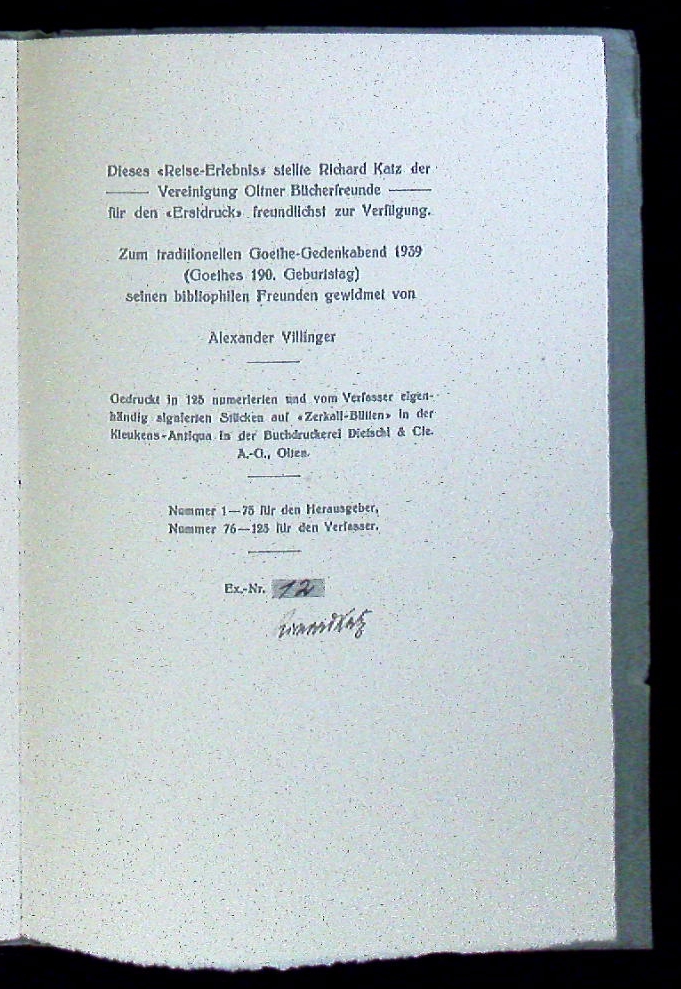 Dieses «Reise-Erlebnis» stellte Richard Katz der
Vereinigung Oltner Bücherfreunde
für den «Erstdruck» freundlichst zur Verfügung.
Zum traditionellen Goethe-Gedenkabend 1939
(Goethes 190. Geburtstag)
seinen bibliophilen Freunden gewidmet von
Alexander Villinger
Gedruckt in 125 numerierten und vom Verfasser eigen-
händig signierten Stücken auf «Zerkall-Bütten» in der
Kleukens-Antiqua in der Buchdruckerei Dietschi & Cie.
A.-G., Olten.
Nummer 1—75 für den Herausgeber,
Nummer 76—125 für den Verfasser.
Ex.-Nr. 12
Richard Katz